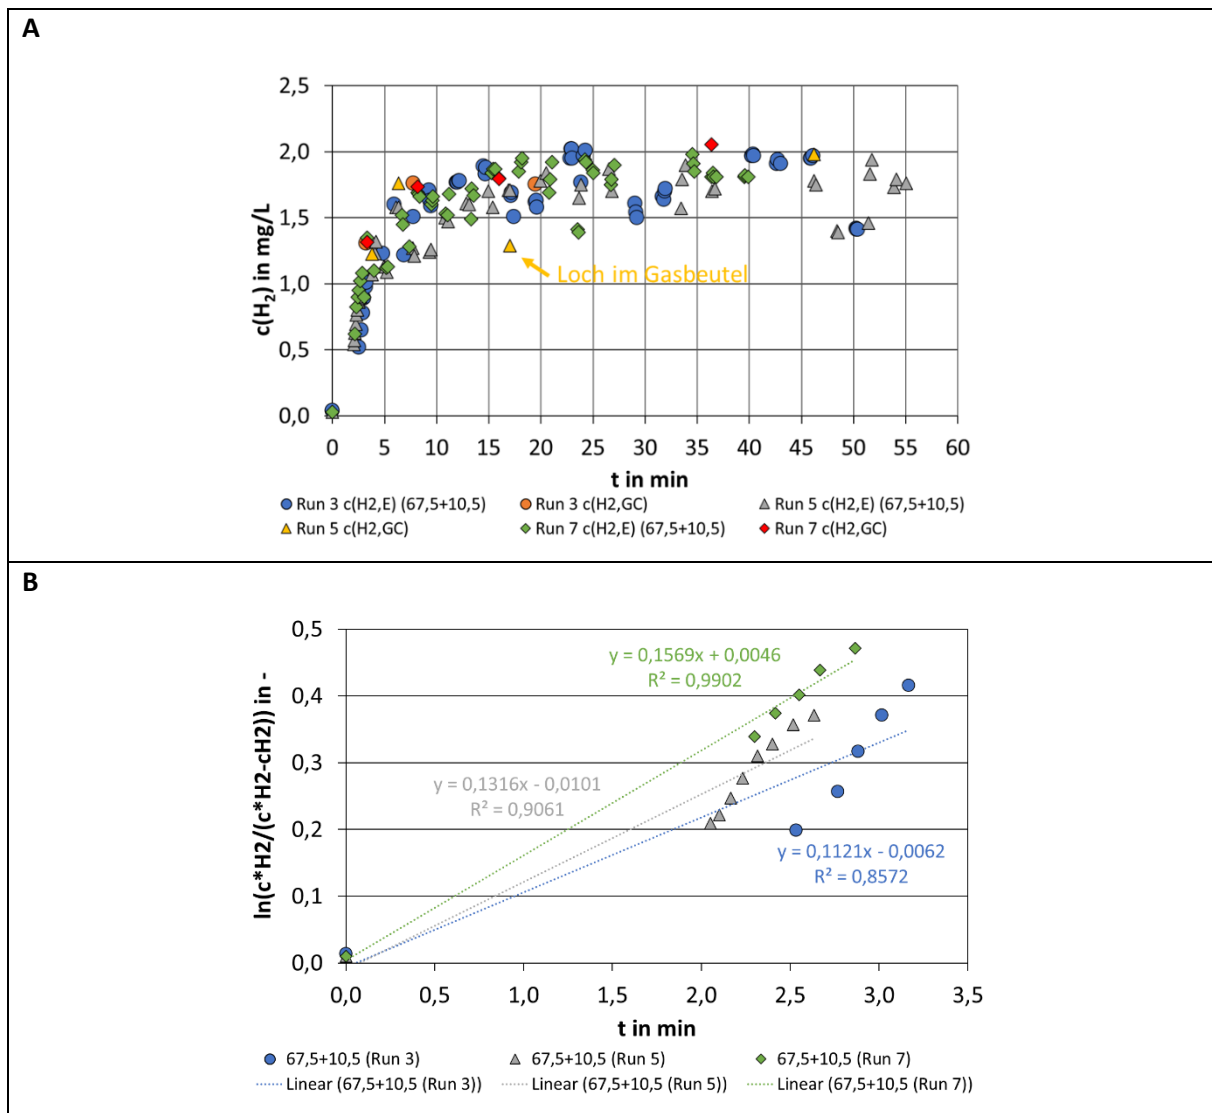 A
2,5
2,0
1,5
1,0
0,5
0,0
c(H₂) in mg/L
Loch im Gasbeutel
0 5 10 15 20 25 30 35 40 45 50 55 60
t in min
Run 3 c(H2,E) (67,5+10,5) Run 3 c(H2,GC) Run 5 c(H2,E) (67,5+10,5)
Run 5 c(H2,GC) Run 7 c(H2,E) (67,5+10,5) Run 7 c(H2,GC)
B
0,5
0,4
0,3
0,2
0,1
0,0
ln(c*H2/(c*H2-cH2)) in -
y = 0,1569x + 0,0046
R² = 0,9902
y = 0,1316x - 0,0101
R² = 0,9061
y = 0,1121x - 0,0062
R² = 0,8572
0,0 0,5 1,0 1,5 2,0 2,5 3,0 3,5
t in min
67,5+10,5 (Run 3) 67,5+10,5 (Run 5) 67,5+10,5 (Run 7)
Linear (67,5+10,5 (Run 3)) Linear (67,5+10,5 (Run 5)) Linear (67,5+10,5 (Run 7))